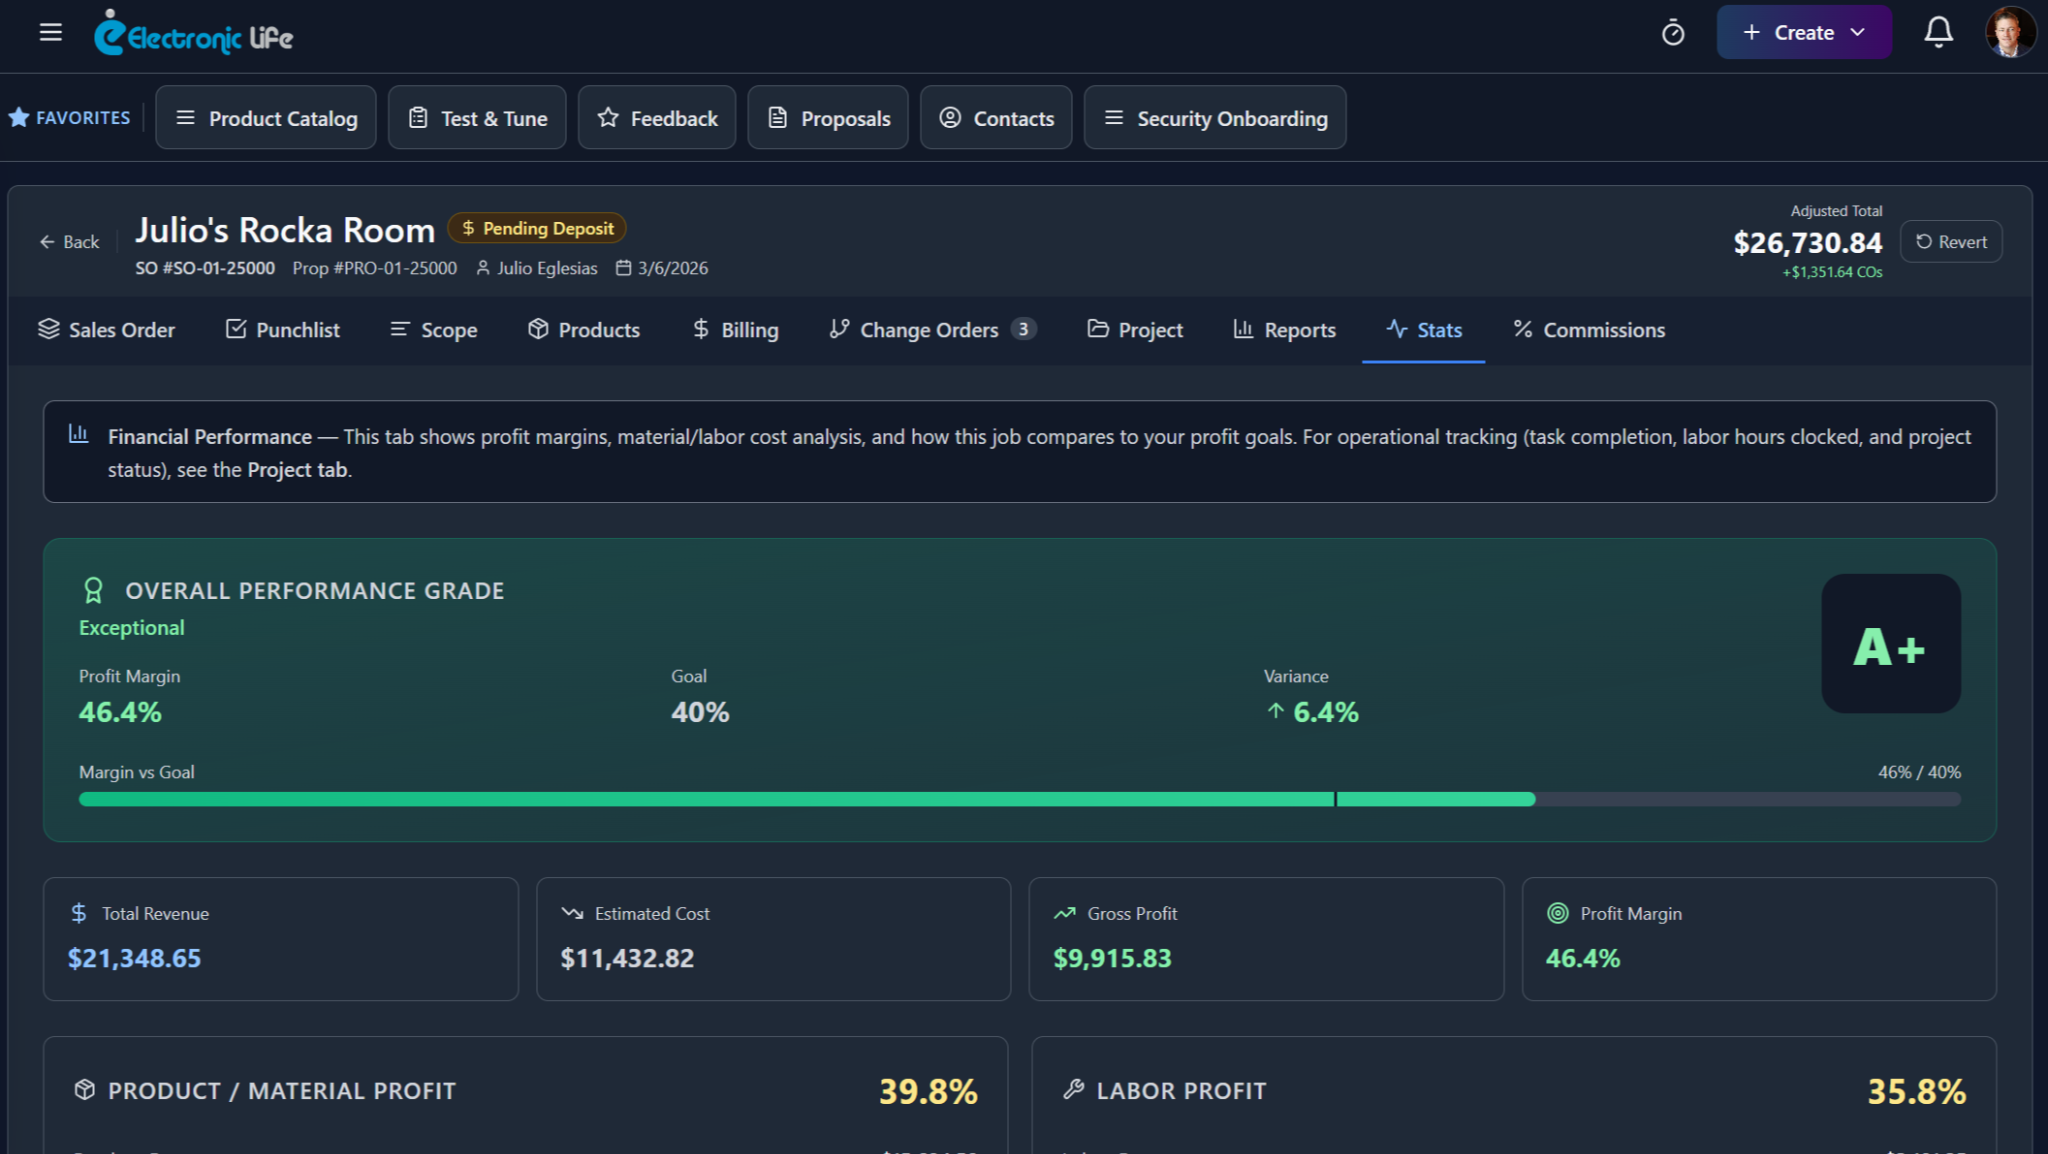 Electronic Life
Create
FAVORITES
Product Catalog
Test & Tune
Feedback
Proposals
Contacts
Security Onboarding
Back
Julio's Rocka Room
$ Pending Deposit
SO #SO-01-25000 Prop #PRO-01-25000 Julio Eglesias 3/6/2026
Adjusted Total
$26,730.84
+$1,351.64 COs
Revert
Sales Order
Punchlist
Scope
Products
Billing
Change Orders 3
Project
Reports
Stats
Commissions
Financial Performance — This tab shows profit margins, material/labor cost analysis, and how this job compares to your profit goals. For operational tracking (task completion, labor hours clocked, and project
status), see the Project tab.
OVERALL PERFORMANCE GRADE
Exceptional
A+
Profit Margin
46.4%
Goal
40%
Variance
↑ 6.4%
Margin vs Goal
46% / 40%
Total Revenue
$21,348.65
Estimated Cost
$11,432.82
Gross Profit
$9,915.83
Profit Margin
46.4%
PRODUCT / MATERIAL PROFIT
39.8%
LABOR PROFIT
35.8%